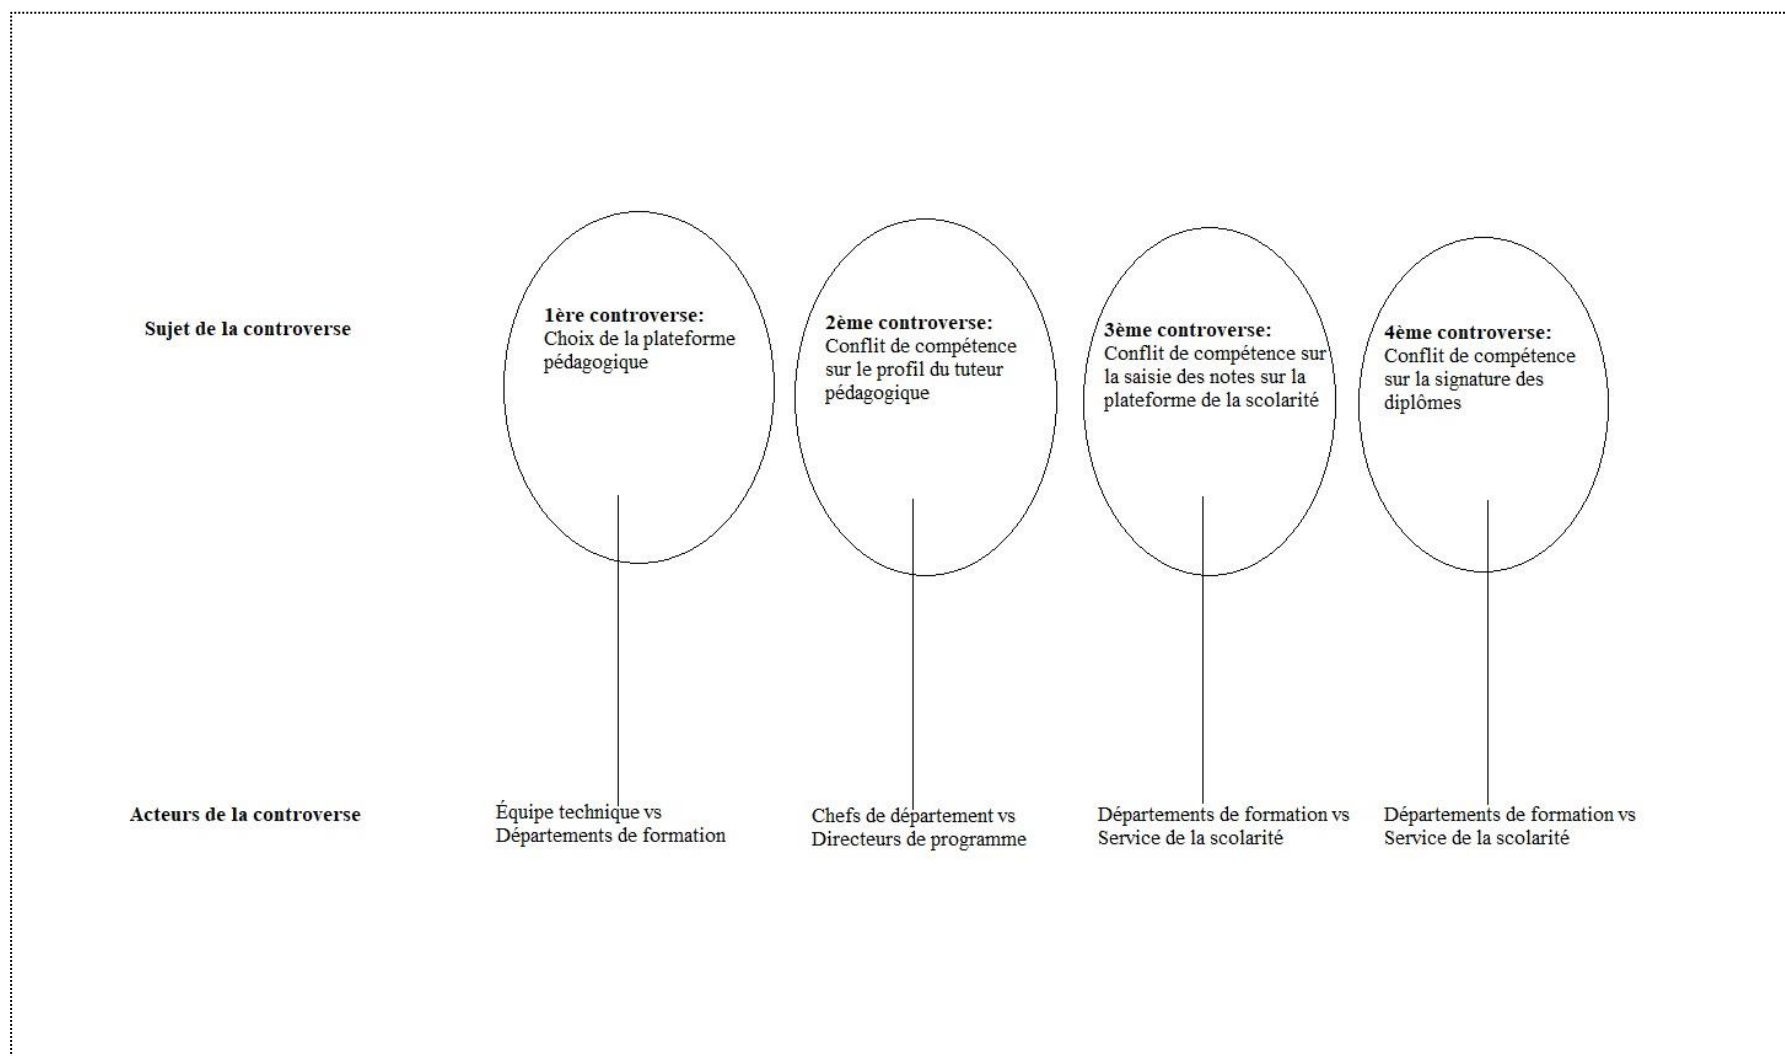 Sujet de la controverse
1ère controverse:
Choix de la plateforme
pédagogique
2ème controverse:
Conflit de compétence
sur le profil du tuteur
pédagogique
3ème controverse:
Conflit de compétence sur
la saisie des notes sur la
plateforme de la scolarité
4ème controverse:
Conflit de compétence
sur la signature des
diplômes
Acteurs de la controverse
Équipe technique vs
Départements de formation
Chefs de département vs
Directeurs de programme
Départements de formation vs
Service de la scolarité
Départements de formation vs
Service de la scolarité